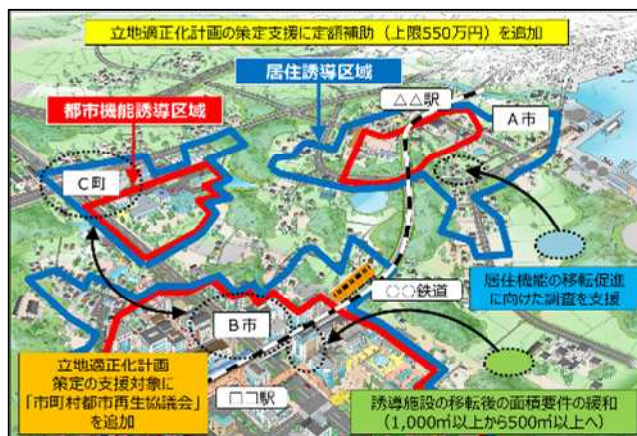 立地適正化計画の策定支援に定額補助（上限550万円）を追加
居住誘導区域
△△駅
都市機能誘導区域
A市
C町
居住機能の移転促進
に向けた調査を支援
○○鉄道
B市
立地適正化計画
策定の支援対象に
「市町村都市再生協議会」
を追加
□□駅
誘導施設の移転後の面積要件の緩和
（1,000㎡以上から500㎡以上へ）